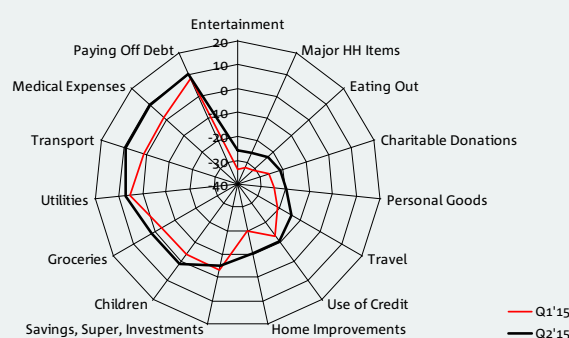 Entertainment
20
Paying Off Debt
Major HH Items
10
Medical Expenses
0
Eating Out
-10
Transport
-20
Charitable Donations
-30
-40
Utilities
Personal Goods
Groceries
Travel
Children
Use of Credit
Savings, Super, Investments
Home Improvements
Q1'15
Q2'15